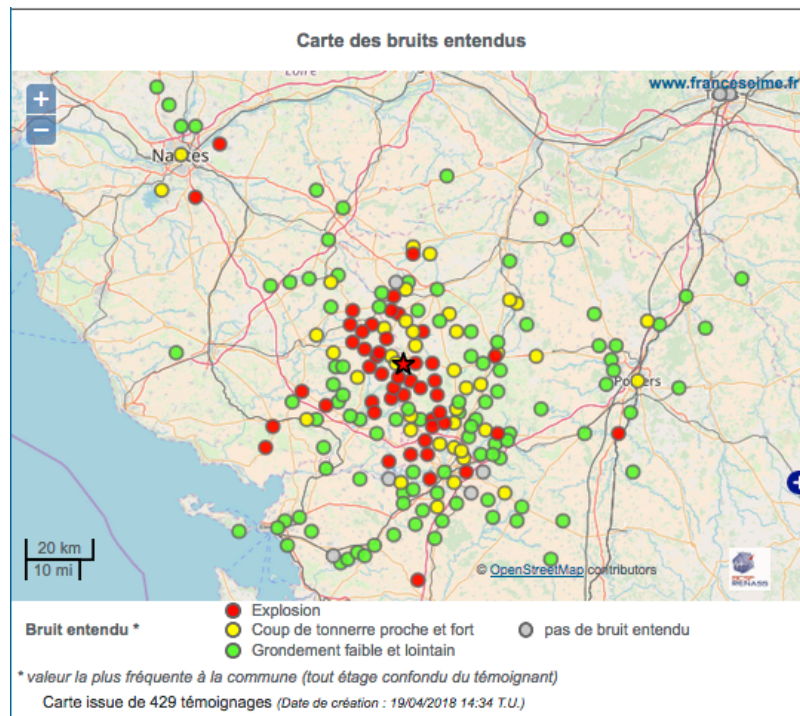 Carte des bruits entendus
Loire
www.franceseime.fr
+
−
Nantes
Poitiers
20 km
10 mi
© OpenStreetMap contributors
RENASS
Explosion
Bruit entendu *
Coup de tonnerre proche et fort
pas de bruit entendu
Grondement faible et lointain
* valeur la plus fréquente à la commune (tout étage confondu du témoignant)
Carte issue de 429 témoignages (Date de création : 19/04/2018 14:34 T.U.)